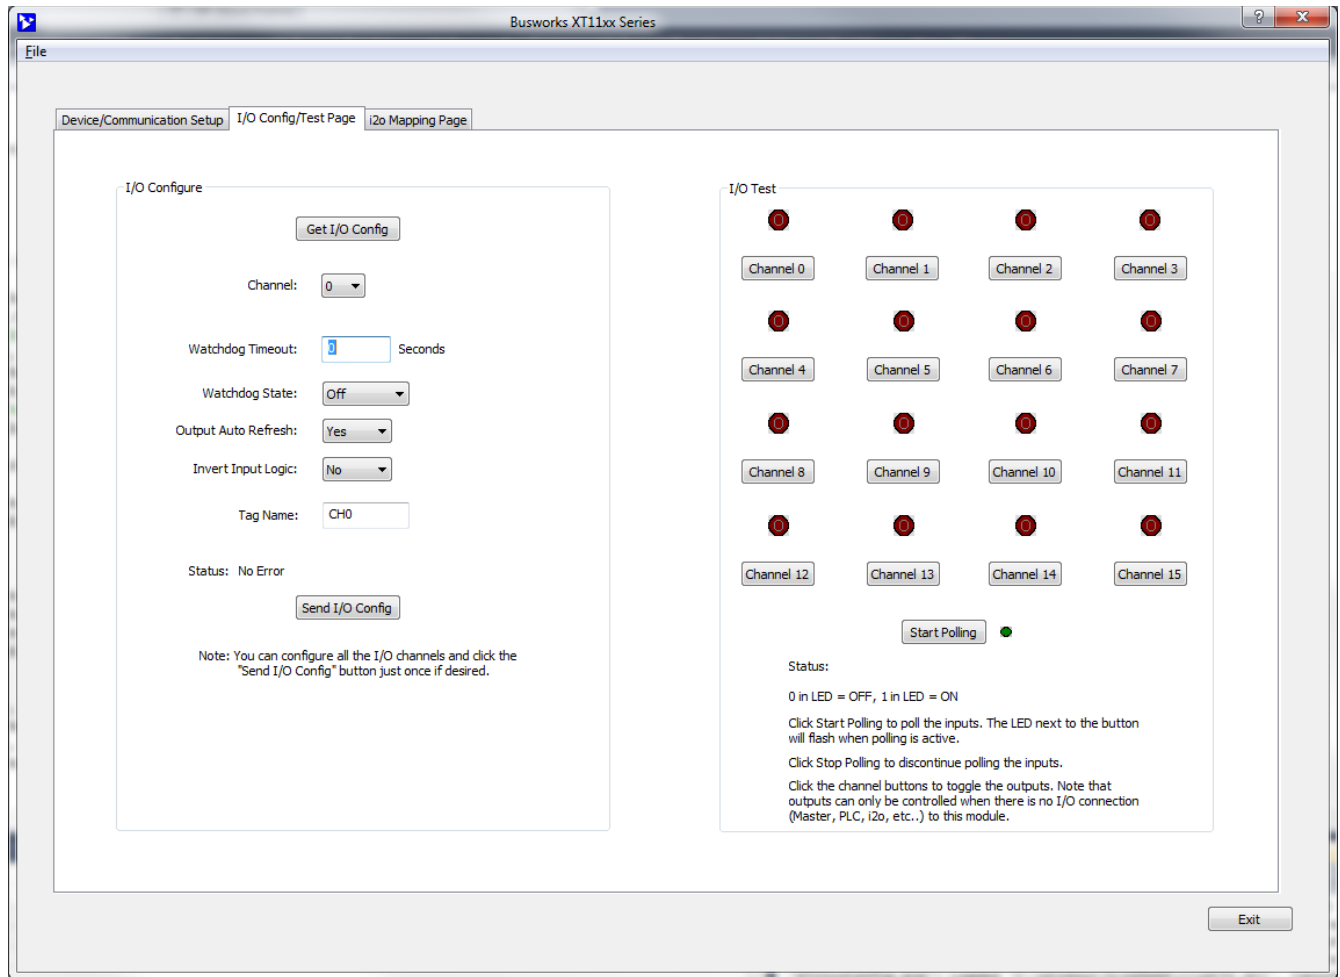 Busworks XT11xx Series
?
X
File
Device/Communication Setup
I/O Config/Test Page
i2o Mapping Page
I/O Configure
Get I/O Config
Channel: 0
Watchdog Timeout: 0 Seconds
Watchdog State: Off
Output Auto Refresh: Yes
Invert Input Logic: No
Tag Name: CH0
Status: No Error
Send I/O Config
Note: You can configure all the I/O channels and click the
"Send I/O Config" button just once if desired.
I/O Test
0 0 0 0
Channel 0 Channel 1 Channel 2 Channel 3
0 0 0 0
Channel 4 Channel 5 Channel 6 Channel 7
0 0 0 0
Channel 8 Channel 9 Channel 10 Channel 11
0 0 0 0
Channel 12 Channel 13 Channel 14 Channel 15
Start Polling
Status:
0 in LED = OFF, 1 in LED = ON
Click Start Polling to poll the inputs. The LED next to the button
will flash when polling is active.
Click Stop Polling to discontinue polling the inputs.
Click the channel buttons to toggle the outputs. Note that
outputs can only be controlled when there is no I/O connection
(Master, PLC, i2o, etc..) to this module.
Exit